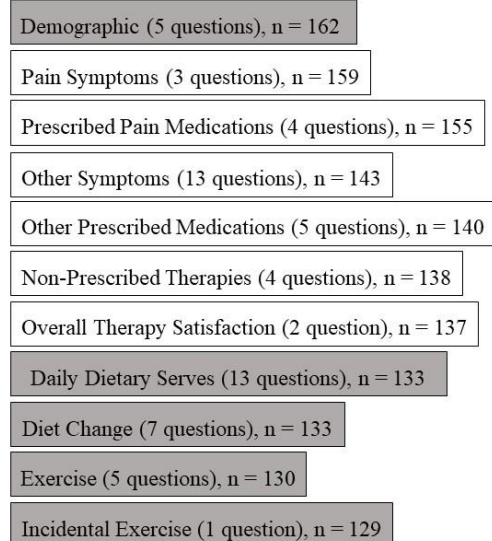 Demographic (5 questions), n = 162
Pain Symptoms (3 questions), n = 159
Prescribed Pain Medications (4 questions), n = 155
Other Symptoms (13 questions), n = 143
Other Prescribed Medications (5 questions), n = 140
Non-Prescribed Therapies (4 questions), n = 138
Overall Therapy Satisfaction (2 question), n = 137
Daily Dietary Serves (13 questions), n = 133
Diet Change (7 questions), n = 133
Exercise (5 questions), n = 130
Incidental Exercise (1 question), n = 129